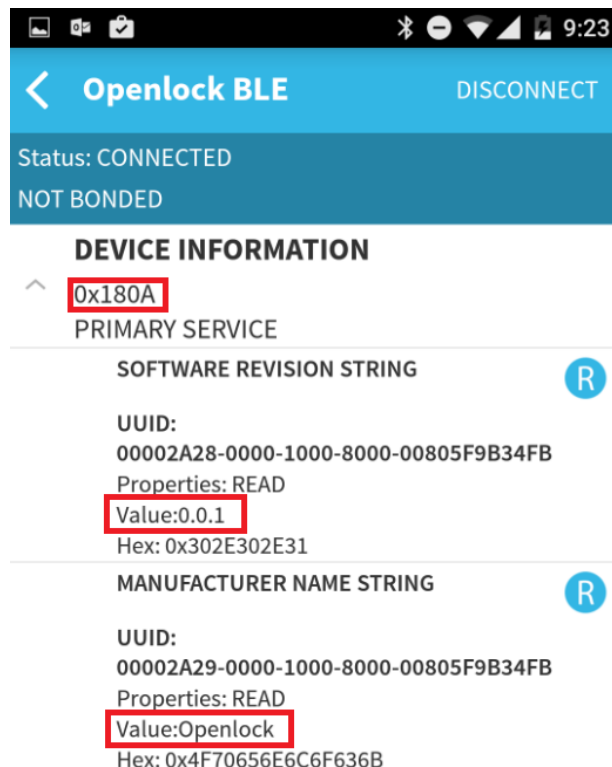 9:23
Openlock BLE DISCONNECT
Status: CONNECTED
NOT BONDED
DEVICE INFORMATION
0x180A
PRIMARY SERVICE
SOFTWARE REVISION STRING
R
UUID:
00002A28-0000-1000-8000-00805F9B34FB
Properties: READ
Value:0.0.1
Hex: 0x302E302E31
MANUFACTURER NAME STRING
R
UUID:
00002A29-0000-1000-8000-00805F9B34FB
Properties: READ
Value:Openlock
Hex: 0x4F70656E6C6F636B